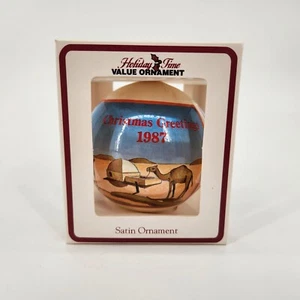 Holiday Time
VALUE ORNAMENT
Christmas Greetings
1987
Satin Ornament